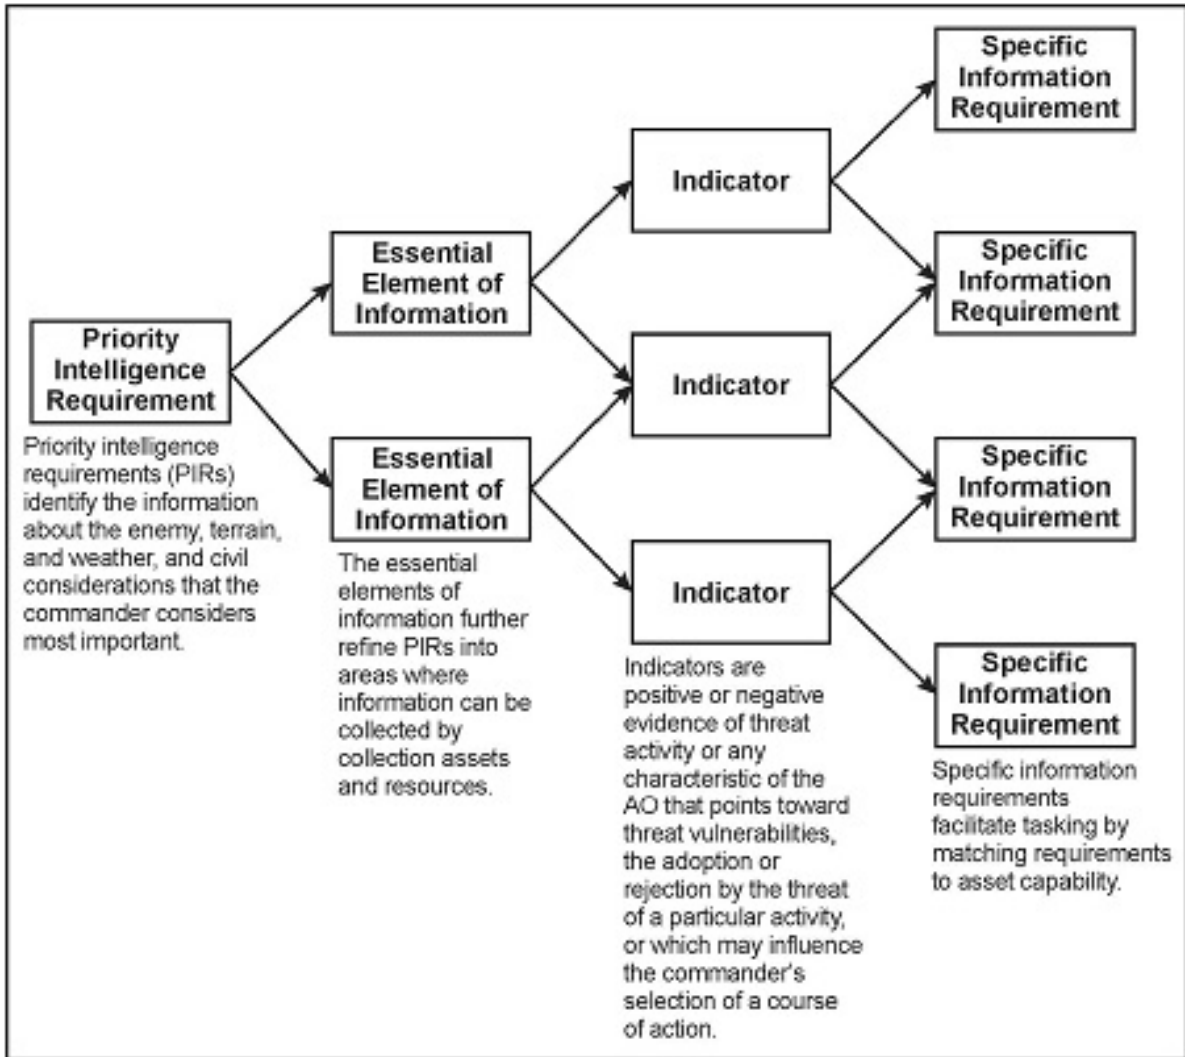 Priority
Intelligence
Requirement
Priority intelligence
requirements (PIRs)
identify the information
about the enemy, terrain,
and weather, and civil
considerations that the
commander considers
most important.
Essential
Element of
Information
Essential
Element of
Information
The essential
elements of
information further
refine PIRs into
areas where
information can be
collected by
collection assets
and resources.
Indicator
Indicator
Indicator
Indicators are
positive or negative
evidence of threat
activity or any
characteristic of the
AO that points toward
threat vulnerabilities,
the adoption or
rejection by the threat
of a particular activity,
or which may influence
the commander's
selection of a course
of action.
Specific
Information
Requirement
Specific
Information
Requirement
Specific
Information
Requirement
Specific
Information
Requirement
Specific information
requirements
facilitate tasking by
matching requirements
to asset capability.